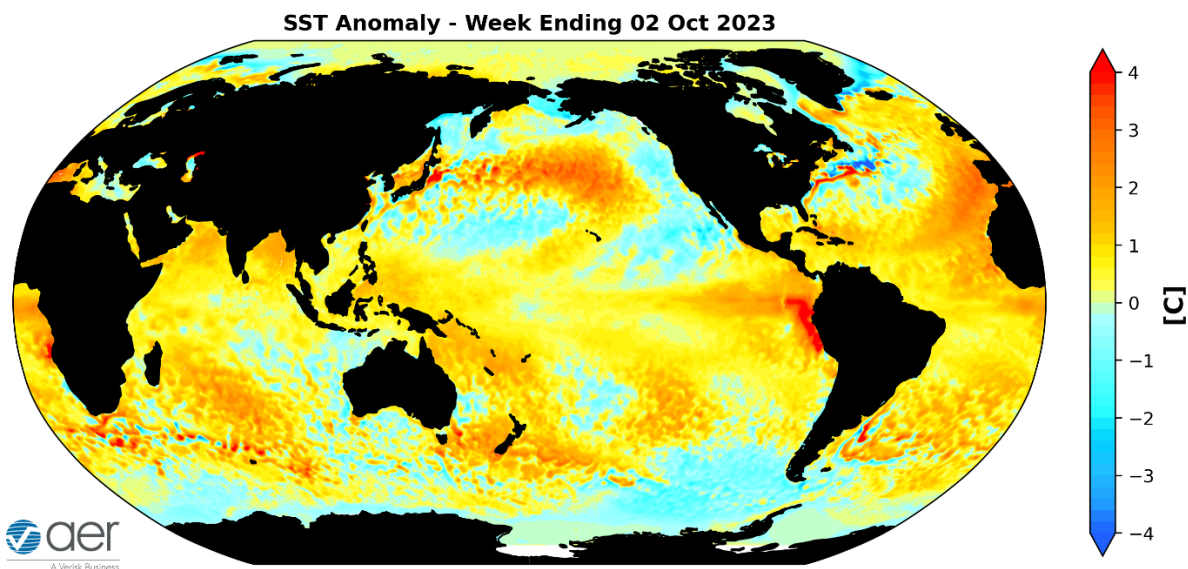 SST Anomaly - Week Ending 02 Oct 2023
4
3
2
1
0
−1
−2
−3
−4
[C]
aer
A Verisk Business